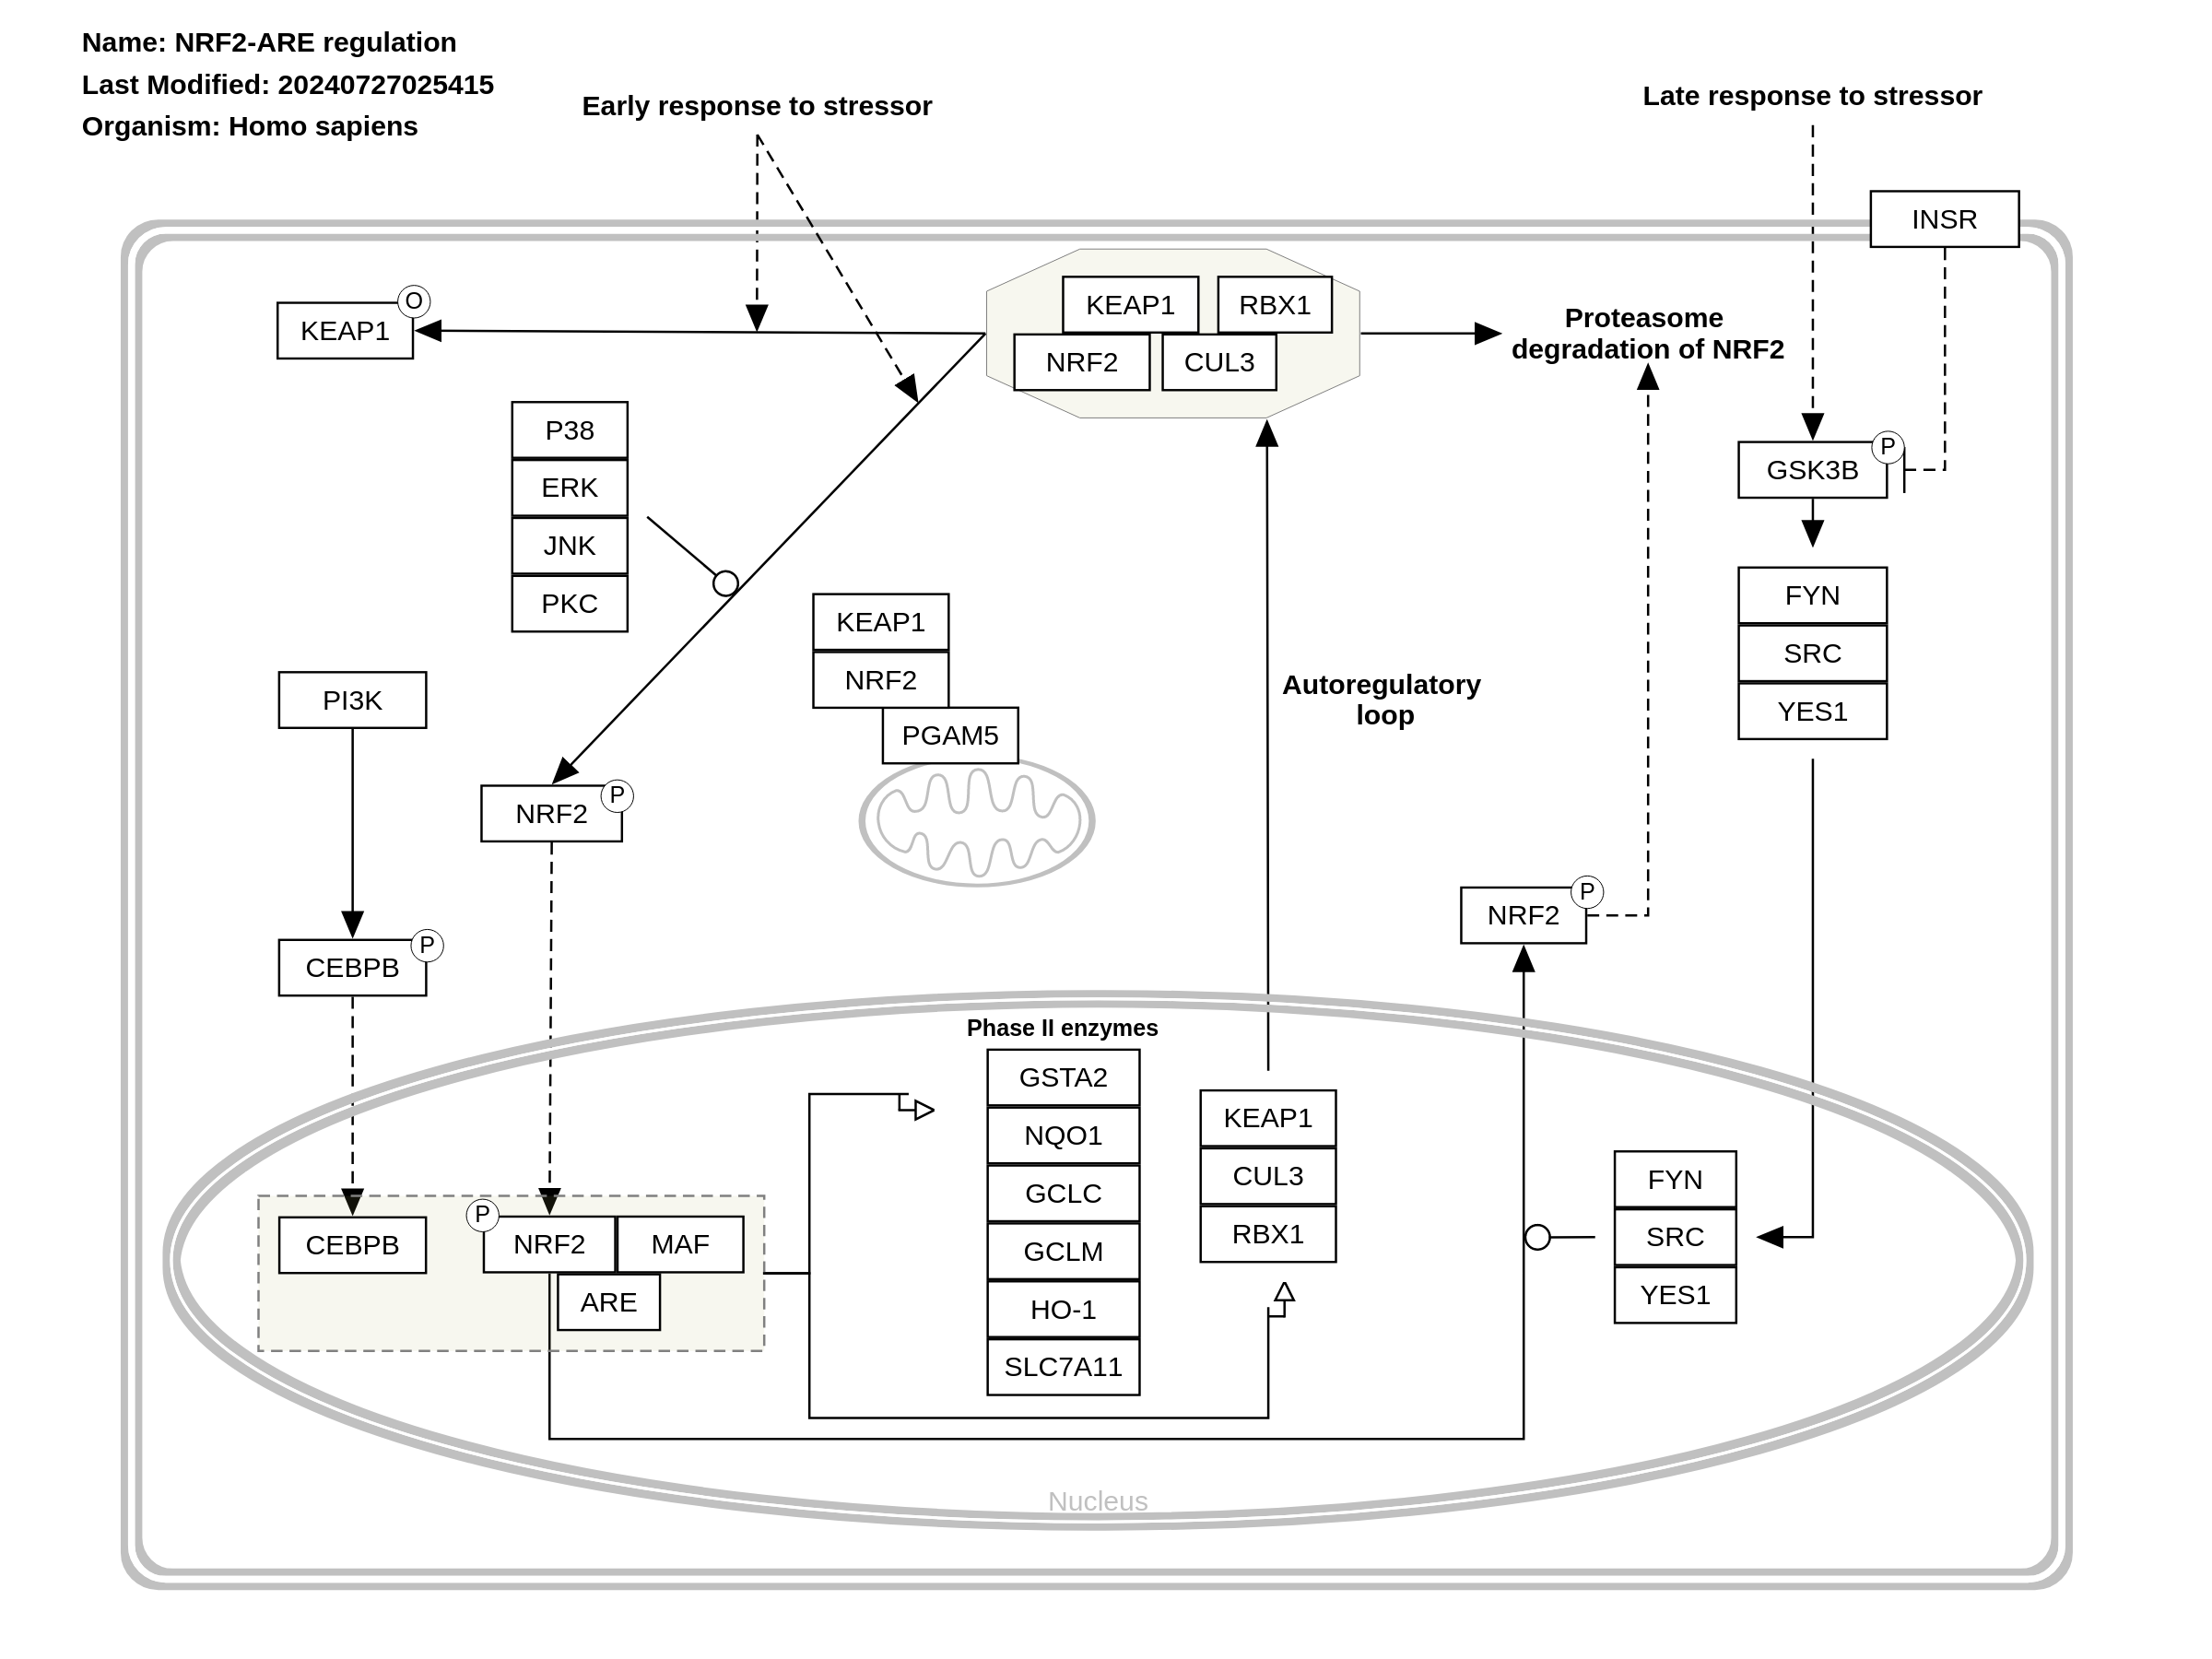 Name: NRF2-ARE regulation
Last Modified: 20240727025415
Organism: Homo sapiens
Early response to stressor
Late response to stressor
INSR
KEAP1
O
KEAP1
RBX1
NRF2
CUL3
Proteasome
degradation of NRF2
P38
ERK
JNK
PKC
GSK3B
P
FYN
SRC
YES1
KEAP1
NRF2
PGAM5
Autoregulatory
loop
PI3K
NRF2
P
NRF2
P
CEBPB
P
Phase II enzymes
GSTA2
NQO1
GCLC
GCLM
HO-1
SLC7A11
KEAP1
CUL3
RBX1
FYN
SRC
YES1
CEBPB
P
NRF2
MAF
ARE
Nucleus